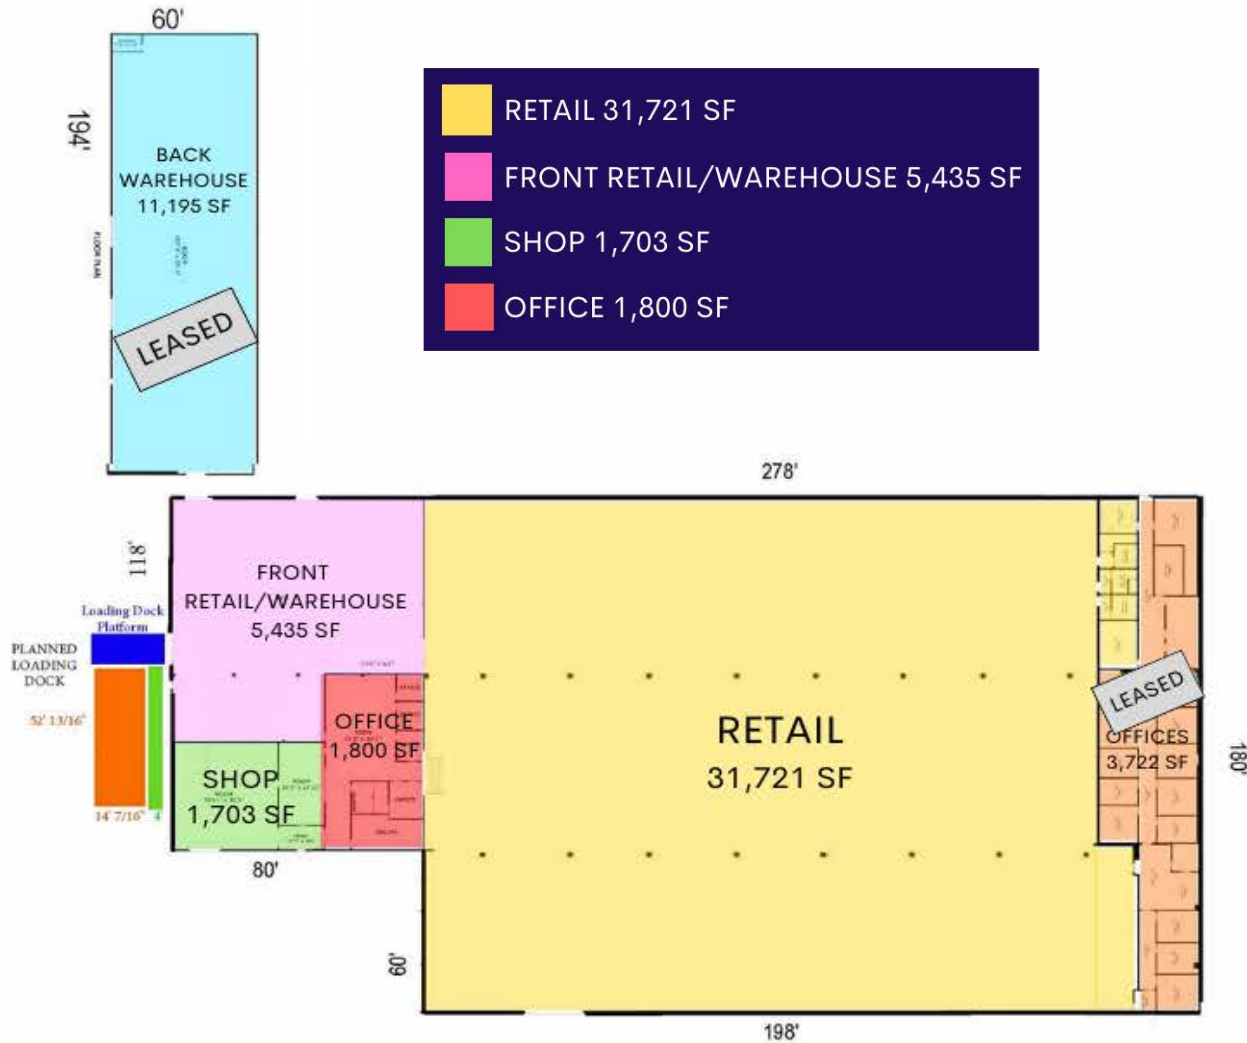 60'
194'
BACK
WAREHOUSE
11,195 SF
FLOOR PLAN
LEASED
RETAIL 31,721 SF
FRONT RETAIL/WAREHOUSE 5,435 SF
SHOP 1,703 SF
OFFICE 1,800 SF
278'
118'
FRONT
RETAIL/WAREHOUSE
5,435 SF
Loading Dock
Platform
PLANNED
LOADING
DOCK
52' 13/16"
14' 7/16"
4'
OFFICE
1,800 SF
SHOP
1,703 SF
80'
RETAIL
31,721 SF
LEASED
OFFICES
3,722 SF
180'
60'
198'